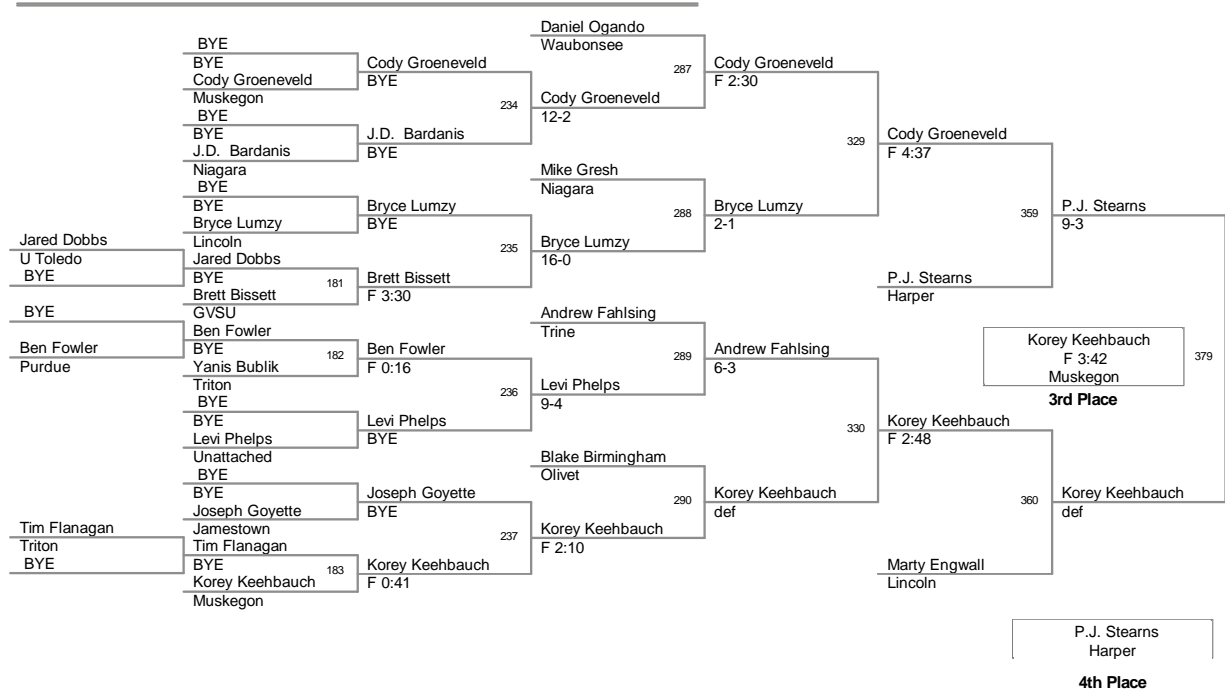 Jared Dobbs
U Toledo
BYE
BYE
Ben Fowler
Purdue
Tim Flanagan
Triton
BYE
BYE
BYE
Cody Groeneveld
Muskegon
BYE
BYE
J.D. Bardanis
Niagara
BYE
BYE
Bryce Lumzy
Lincoln
Jared Dobbs
BYE
181
Brett Bissett
GVSU
Ben Fowler
BYE
182
Yanis Bublik
Triton
BYE
BYE
Levi Phelps
Unattached
BYE
BYE
Joseph Goyette
Jamestown
Tim Flanagan
BYE
183
Korey Keehbauch
Muskegon
Cody Groeneveld
BYE
234
J.D. Bardanis
BYE
Bryce Lumzy
BYE
235
Brett Bissett
F 3:30
Ben Fowler
F 0:16
236
Levi Phelps
BYE
Joseph Goyette
BYE
237
Korey Keehbauch
F 0:41
Daniel Ogando
Waubonsee
287
Cody Groeneveld
12-2
Mike Gresh
Niagara
288
Bryce Lumzy
16-0
Andrew Fahlsing
Trine
289
Levi Phelps
9-4
Blake Birmingham
Olivet
290
Korey Keehbauch
F 2:10
Cody Groeneveld
F 2:30
329
Bryce Lumzy
2-1
Andrew Fahlsing
6-3
330
Korey Keehbauch
def
Cody Groeneveld
F 4:37
359
P.J. Stearns
Harper
Korey Keehbauch
F 2:48
360
Marty Engwall
Lincoln
P.J. Stearns
9-3
Korey Keehbauch
F 3:42
Muskegon
379
3rd Place
Korey Keehbauch
def
P.J. Stearns
Harper
4th Place